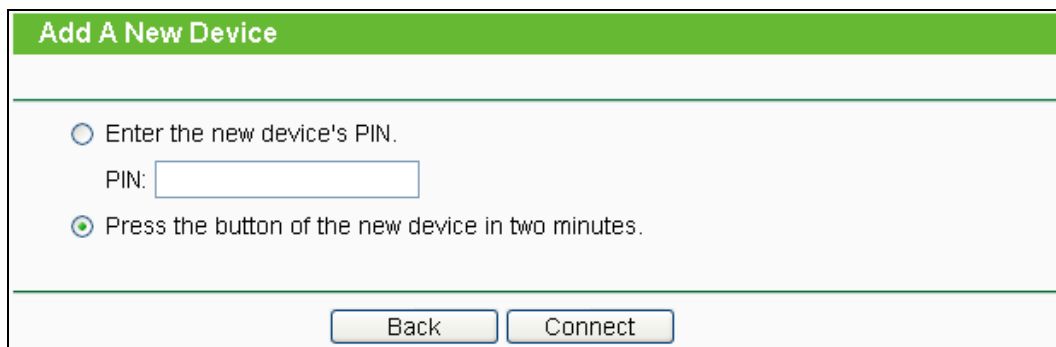 Add A New Device
Enter the new device's PIN.
PIN:
Press the button of the new device in two minutes.
Back Connect